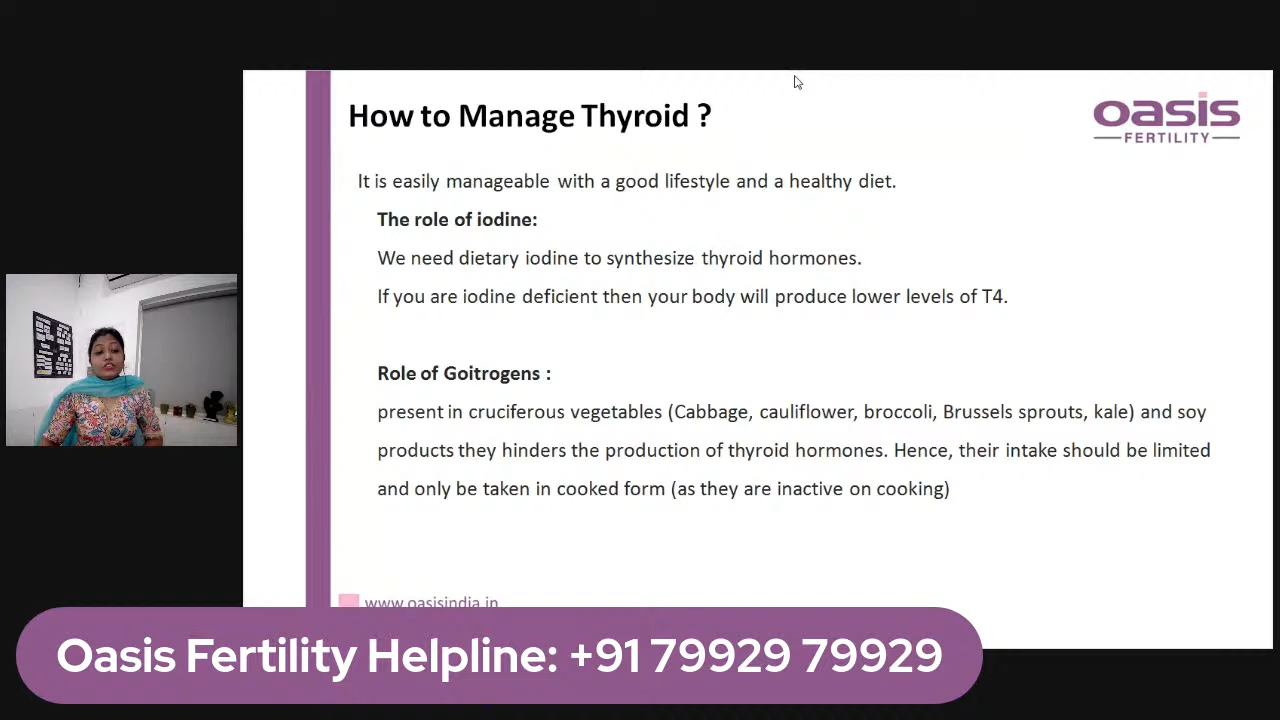 How to Manage Thyroid ?
oasis
FERTILITY
It is easily manageable with a good lifestyle and a healthy diet.
The role of iodine:
We need dietary iodine to synthesize thyroid hormones.
If you are iodine deficient then your body will produce lower levels of T4.
Role of Goitrogens :
present in cruciferous vegetables (Cabbage, cauliflower, broccoli, Brussels sprouts, kale) and soy
products they hinders the production of thyroid hormones. Hence, their intake should be limited
and only be taken in cooked form (as they are inactive on cooking)
www.oasisindia.in
Oasis Fertility Helpline: +91 79929 79929